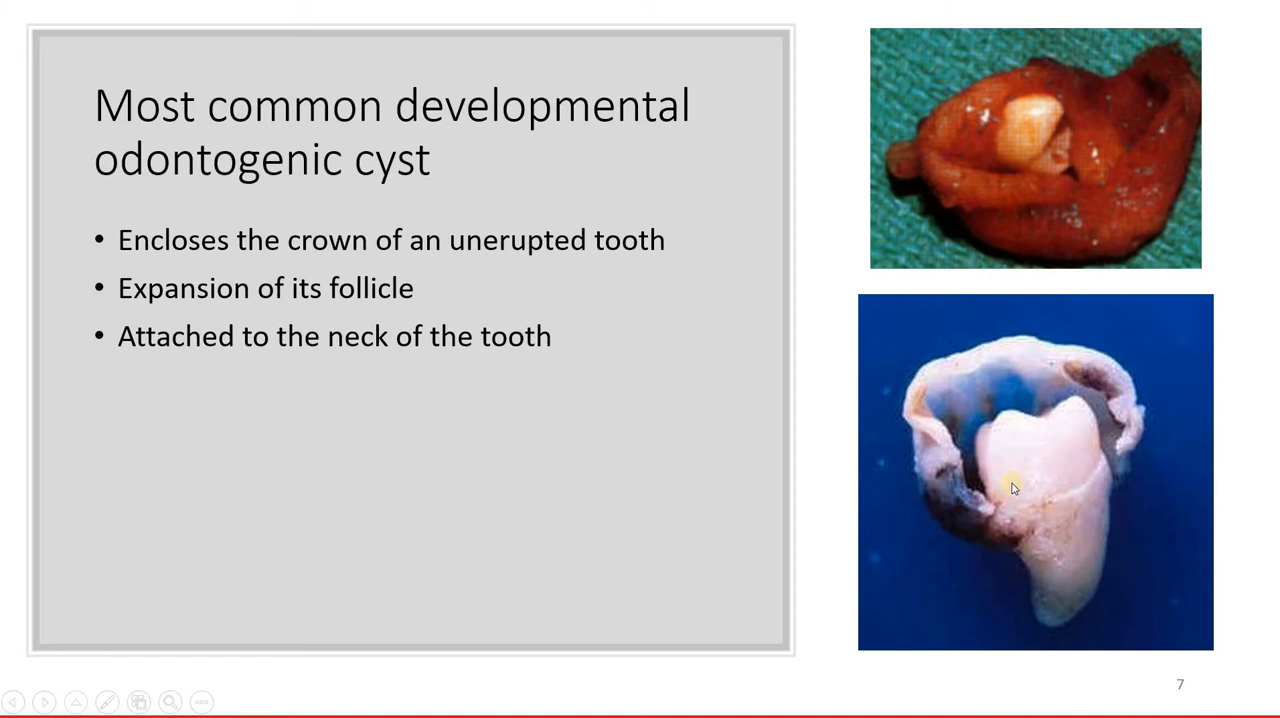 Most common developmental
odontogenic cyst
• Encloses the crown of an unerupted tooth
• Expansion of its follicle
• Attached to the neck of the tooth
7